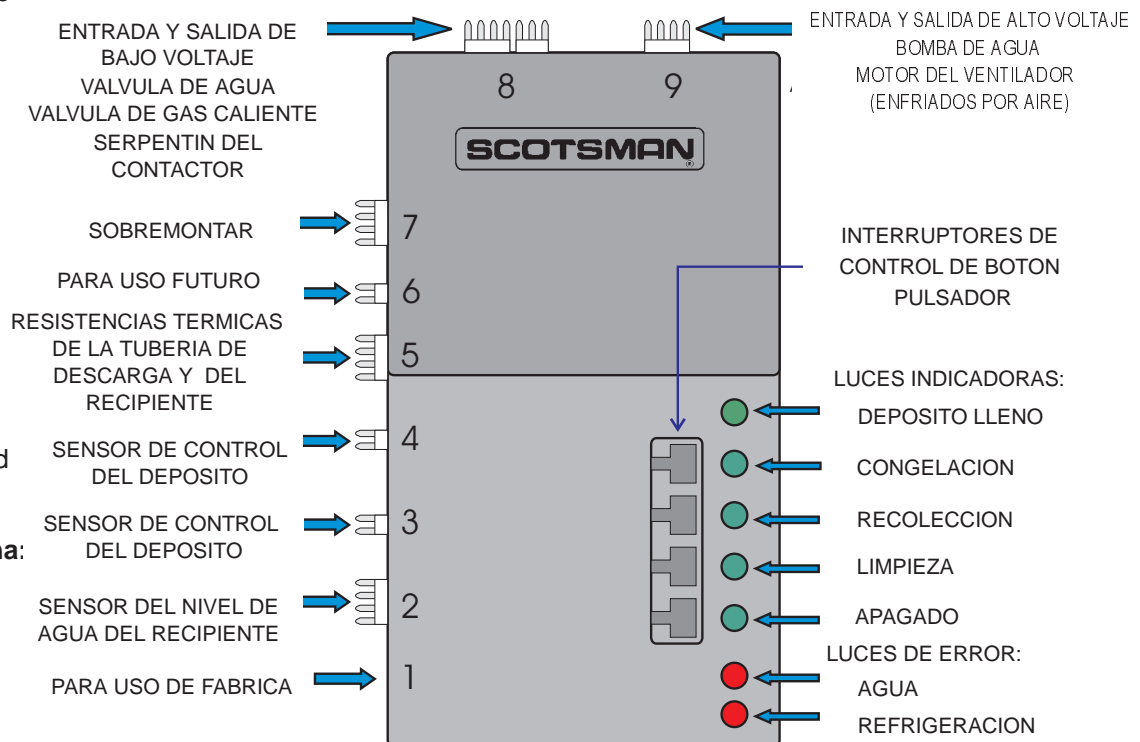 ENTRADA Y SALIDA DE
BAJO VOLTAJE
VALVULA DE AGUA
VALVULA DE GAS CALIENTE
SERPENTIN DEL
CONTACTOR
ENTRADA Y SALIDA DE ALTO VOLTAJE
BOMBA DE AGUA
MOTOR DEL VENTILADOR
(ENFRIADOS POR AIRE)
8
9
SCOTSMAN
®
SOBREMONTAR
7
PARA USO FUTURO
6
RESISTENCIAS TERMICAS
DE LA TUBERIA DE
DESCARGA Y DEL
RECIPIENTE
5
SENSOR DE CONTROL
DEL DEPOSITO
4
SENSOR DE CONTROL
DEL DEPOSITO
3
SENSOR DEL NIVEL DE
AGUA DEL RECIPIENTE
2
PARA USO DE FABRICA
1
INTERRUPTORES DE
CONTROL DE BOTON
PULSADOR
LUCES INDICADORAS:
DEPOSITO LLENO
CONGELACION
RECOLECCION
LIMPIEZA
APAGADO
LUCES DE ERROR:
AGUA
REFRIGERACION
d
na: